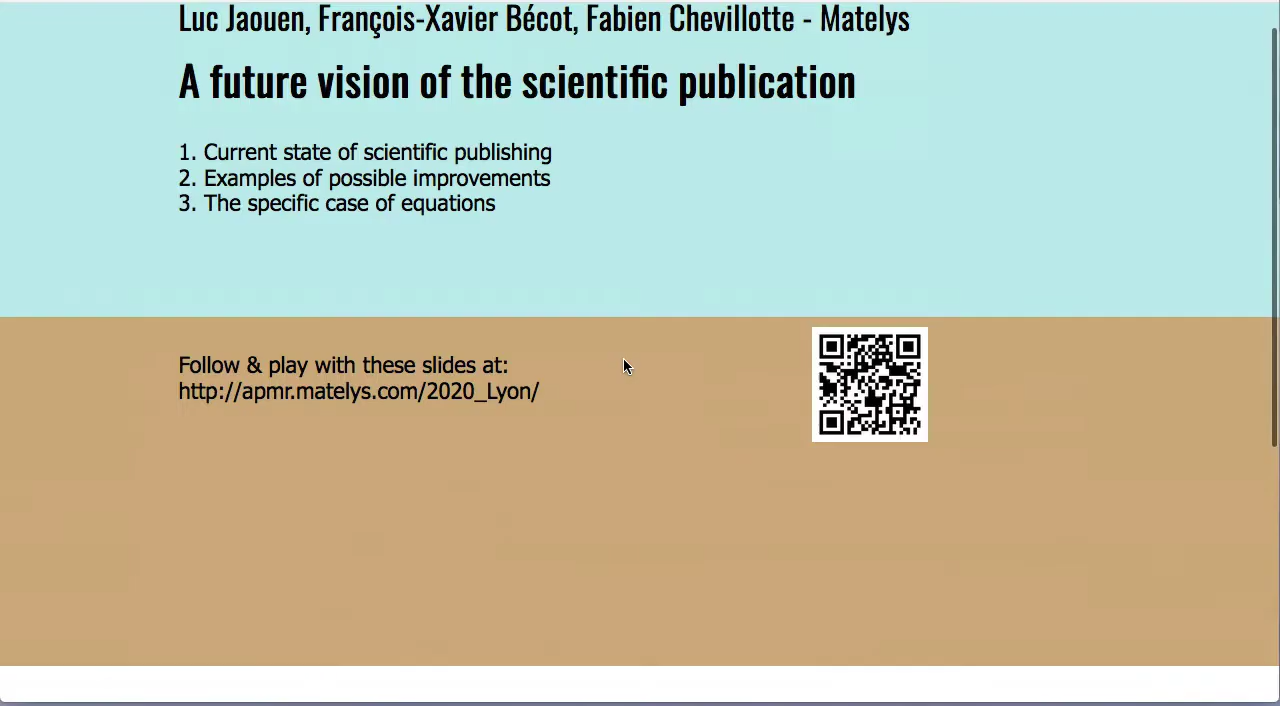 Luc Jaouen, François-Xavier Bécot, Fabien Chevillotte - Matelys
A future vision of the scientific publication
1. Current state of scientific publishing
2. Examples of possible improvements
3. The specific case of equations
Follow & play with these slides at:
http://apmr.matelys.com/2020_Lyon/